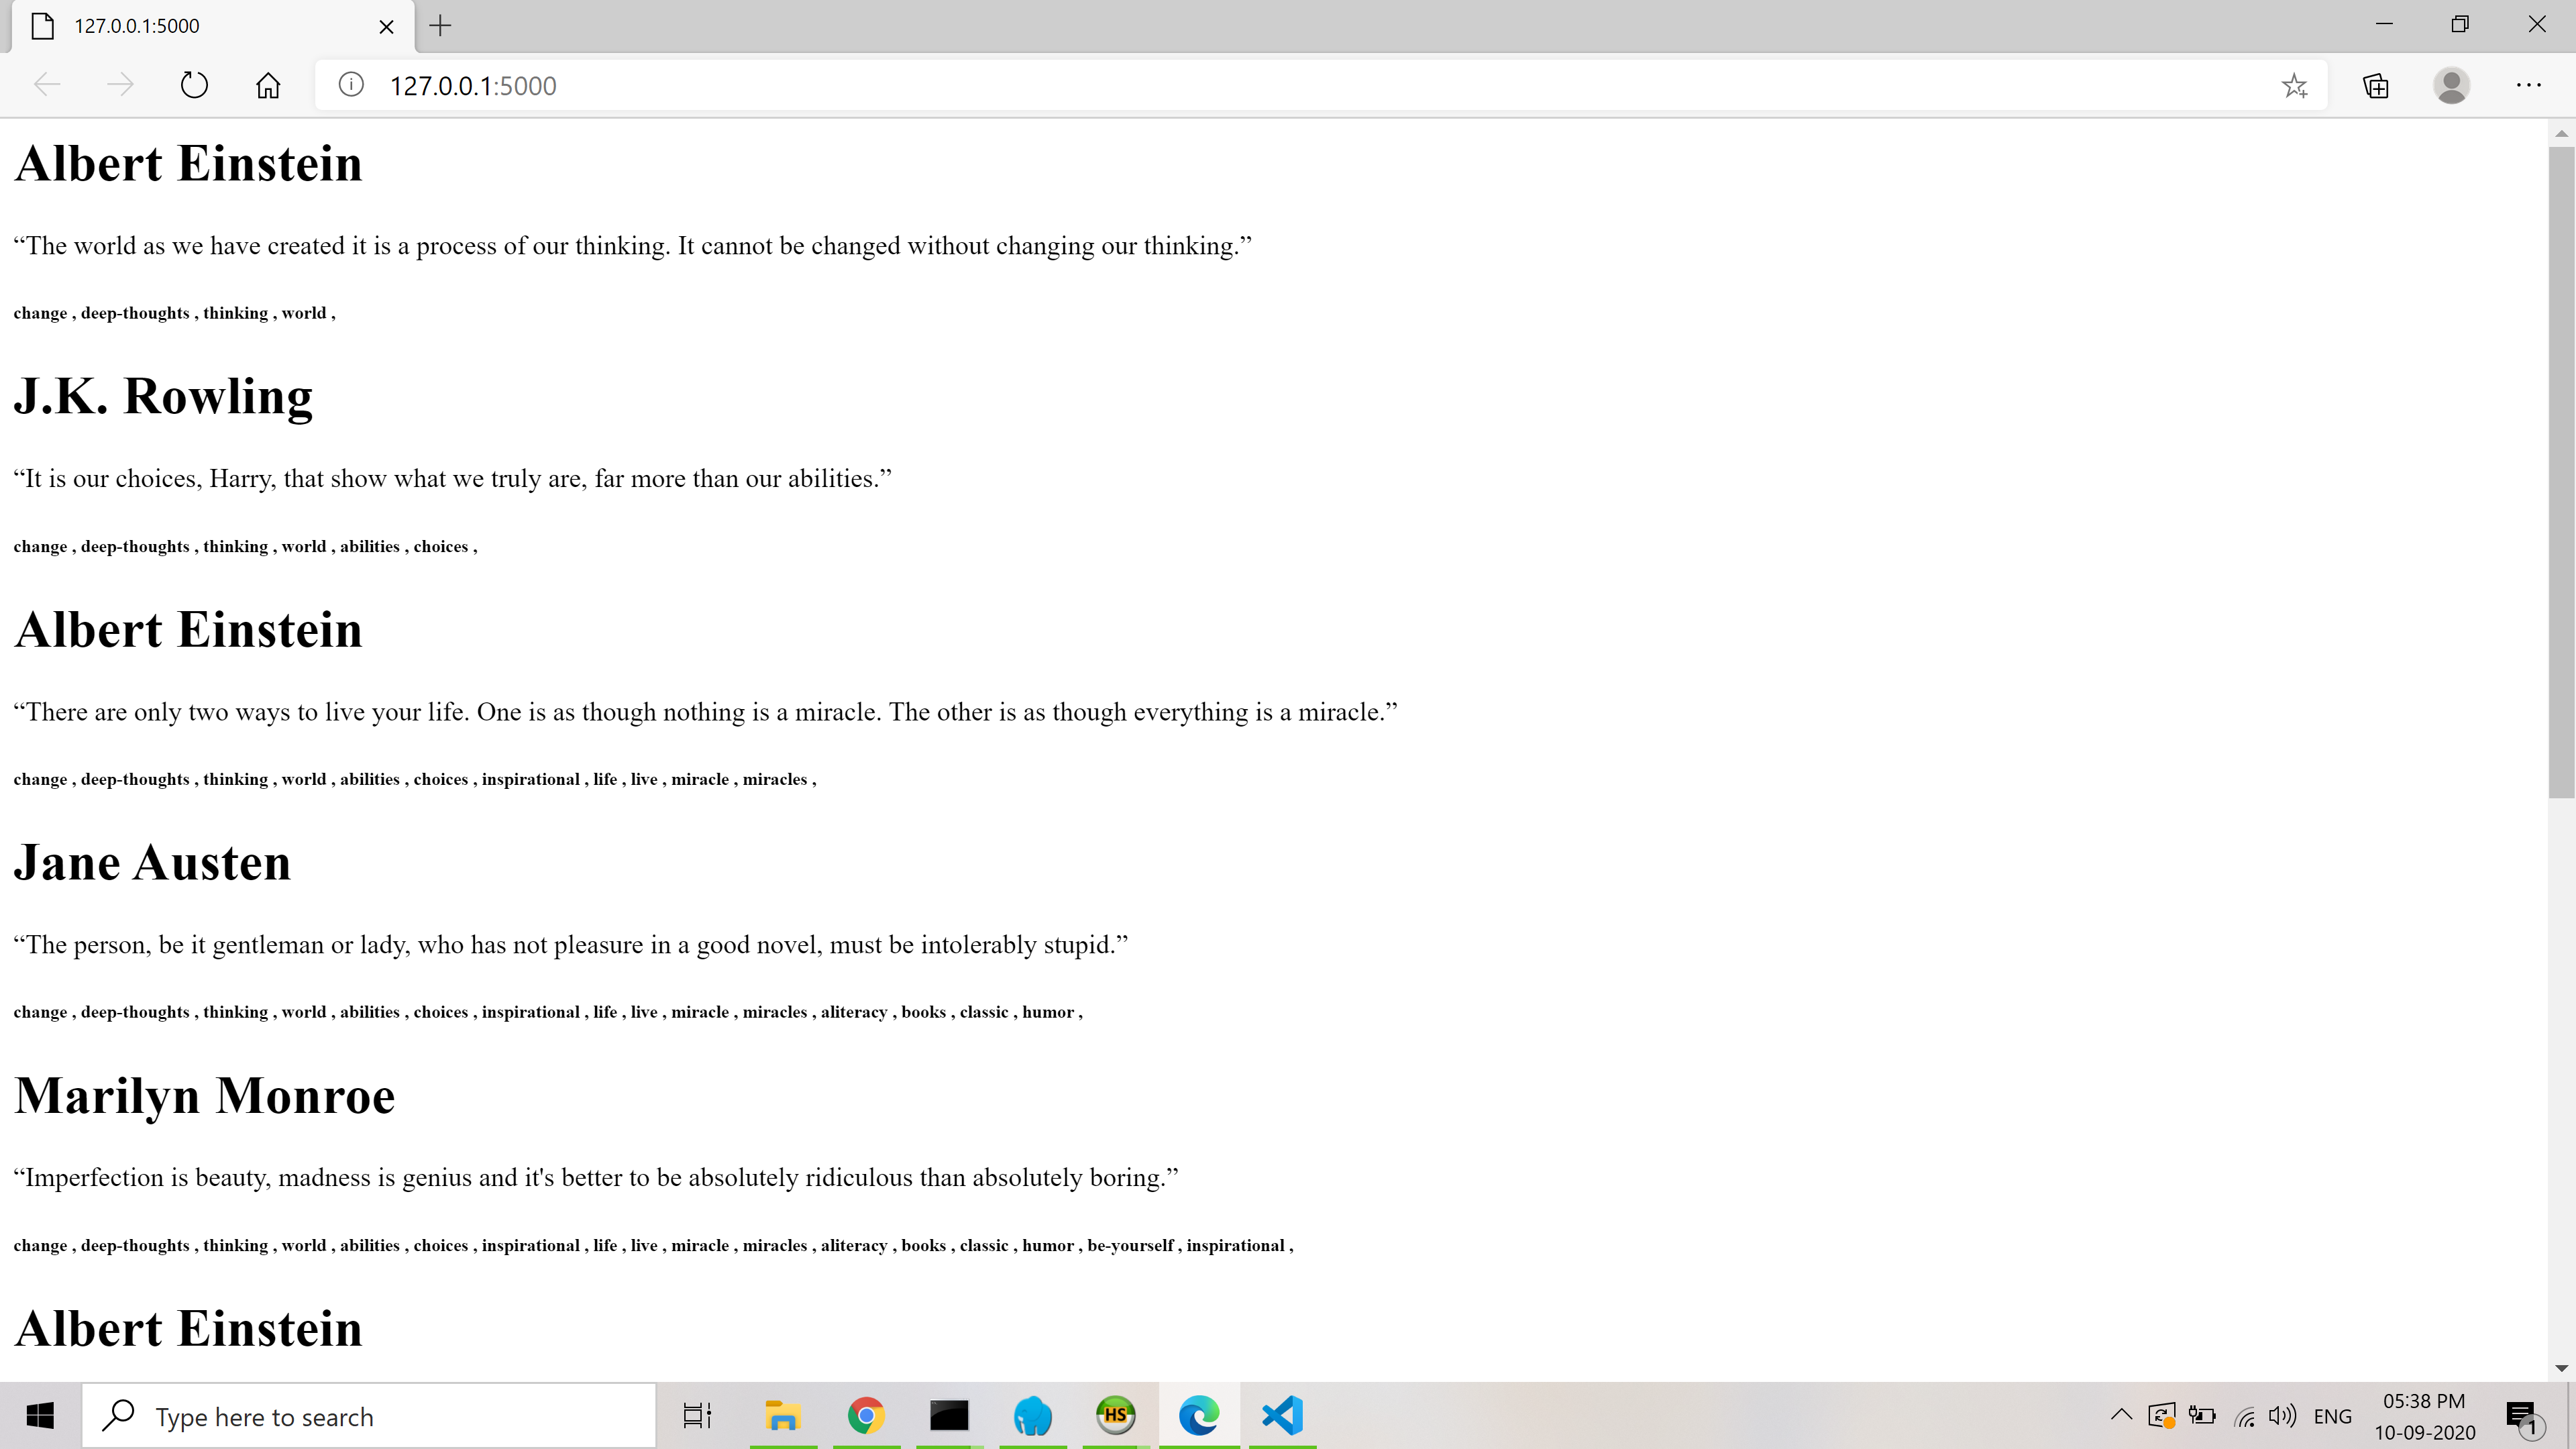 127.0.0.1:5000
127.0.0.1:5000
Albert Einstein
“The world as we have created it is a process of our thinking. It cannot be changed without changing our thinking.”
change , deep-thoughts , thinking , world ,
J.K. Rowling
“It is our choices, Harry, that show what we truly are, far more than our abilities.”
change , deep-thoughts , thinking , world , abilities , choices ,
Albert Einstein
“There are only two ways to live your life. One is as though nothing is a miracle. The other is as though everything is a miracle.”
change , deep-thoughts , thinking , world , abilities , choices , inspirational , life , live , miracle , miracles ,
Jane Austen
“The person, be it gentleman or lady, who has not pleasure in a good novel, must be intolerably stupid.”
change , deep-thoughts , thinking , world , abilities , choices , inspirational , life , live , miracle , miracles , aliteracy , books , classic , humor ,
Marilyn Monroe
“Imperfection is beauty, madness is genius and it's better to be absolutely ridiculous than absolutely boring.”
change , deep-thoughts , thinking , world , abilities , choices , inspirational , life , live , miracle , miracles , aliteracy , books , classic , humor , be-yourself , inspirational ,
Albert Einstein
Type here to search
HS
ENG
05:38 PM
10-09-2020
1